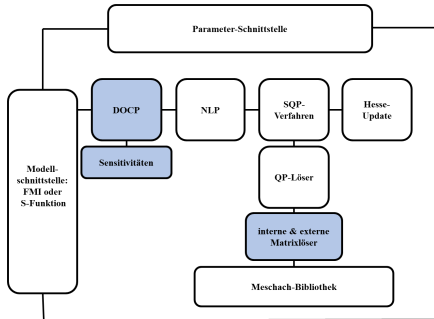 Parameter-Schnittstelle
DOCP
NLP
SQP-
Verfahren
Hesse-
Update
Sensitivitäten
Modell-
schnittstelle:
FMI oder
S-Funktion
QP-Löser
interne & externe
Matrixlöser
Meschach-Bibliothek